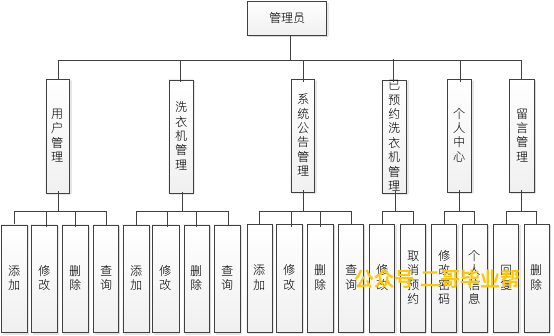 管理员
用户管理
洗衣机管理
系统公告管理
已预约洗衣机管理
个人中心
留言管理
添加
修改
删除
查询
添加
修改
删除
查询
添加
修改
删除
查询
修改
取消预约
修改密码
个人信息
回复
删除
公众号 二哥毕业帮